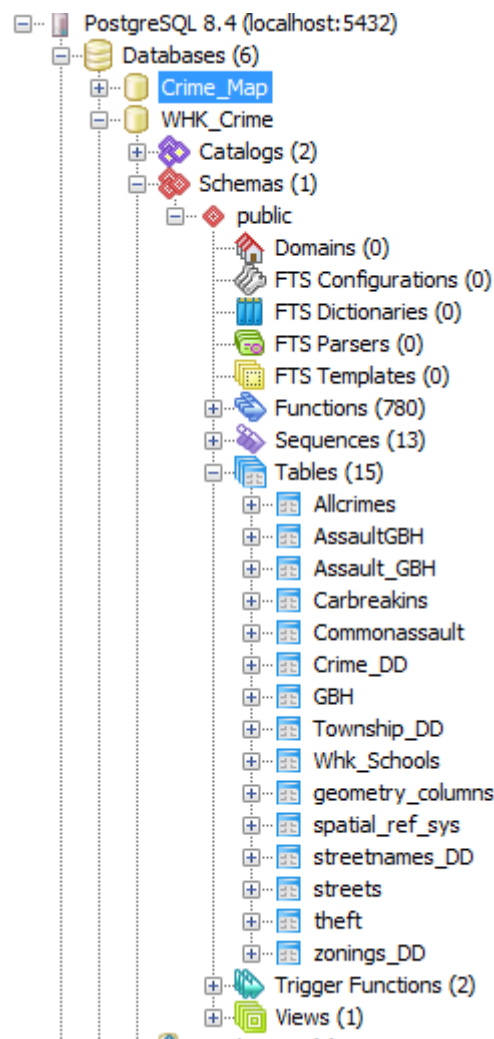 PostgreSQL 8.4 (localhost:5432)
Databases (6)
Crime_Map
WHK_Crime
Catalogs (2)
Schemas (1)
public
Domains (0)
FTS Configurations (0)
FTS Dictionaries (0)
FTS Parsers (0)
FTS Templates (0)
Functions (780)
Sequences (13)
Tables (15)
Allcrimes
AssaultGBH
Assault_GBH
Carbreakins
Commonassault
Crime_DD
GBH
Township_DD
Whk_Schools
geometry_columns
spatial_ref_sys
streetnames_DD
streets
theft
zonings_DD
Trigger Functions (2)
Views (1)